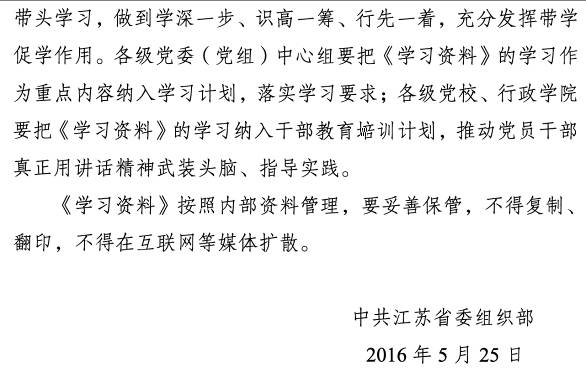 带头学习，做到学深一步、识高一筹、行先一着，充分发挥带学
促学作用。各级党委（党组）中心组要把《学习资料》的学习作
为重点内容纳入学习计划，落实学习要求；各级党校、行政学院
要把《学习资料》的学习纳入干部教育培训计划，推动党员干部
真正用讲话精神武装头脑、指导实践。
《学习资料》按照内部资料管理，要妥善保管，不得复制、
翻印，不得在互联网等媒体扩散。
中共江苏省委组织部
2016 年 5 月 25 日